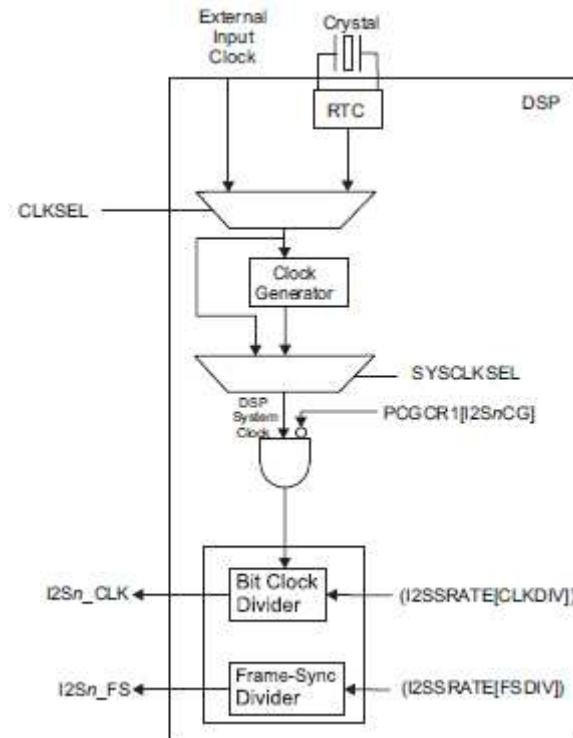 External
Input
Clock
Crystal
RTC
DSP
CLKSEL
Clock
Generator
SYSCLKSEL
DSP
System
Clock
PCGCR1[I2SnCG]
I2Sn_CLK
Bit Clock
Divider
(I2SSRATE[CLKDIV])
I2Sn_FS
Frame-Sync
Divider
(I2SSRATE[FSDIV])